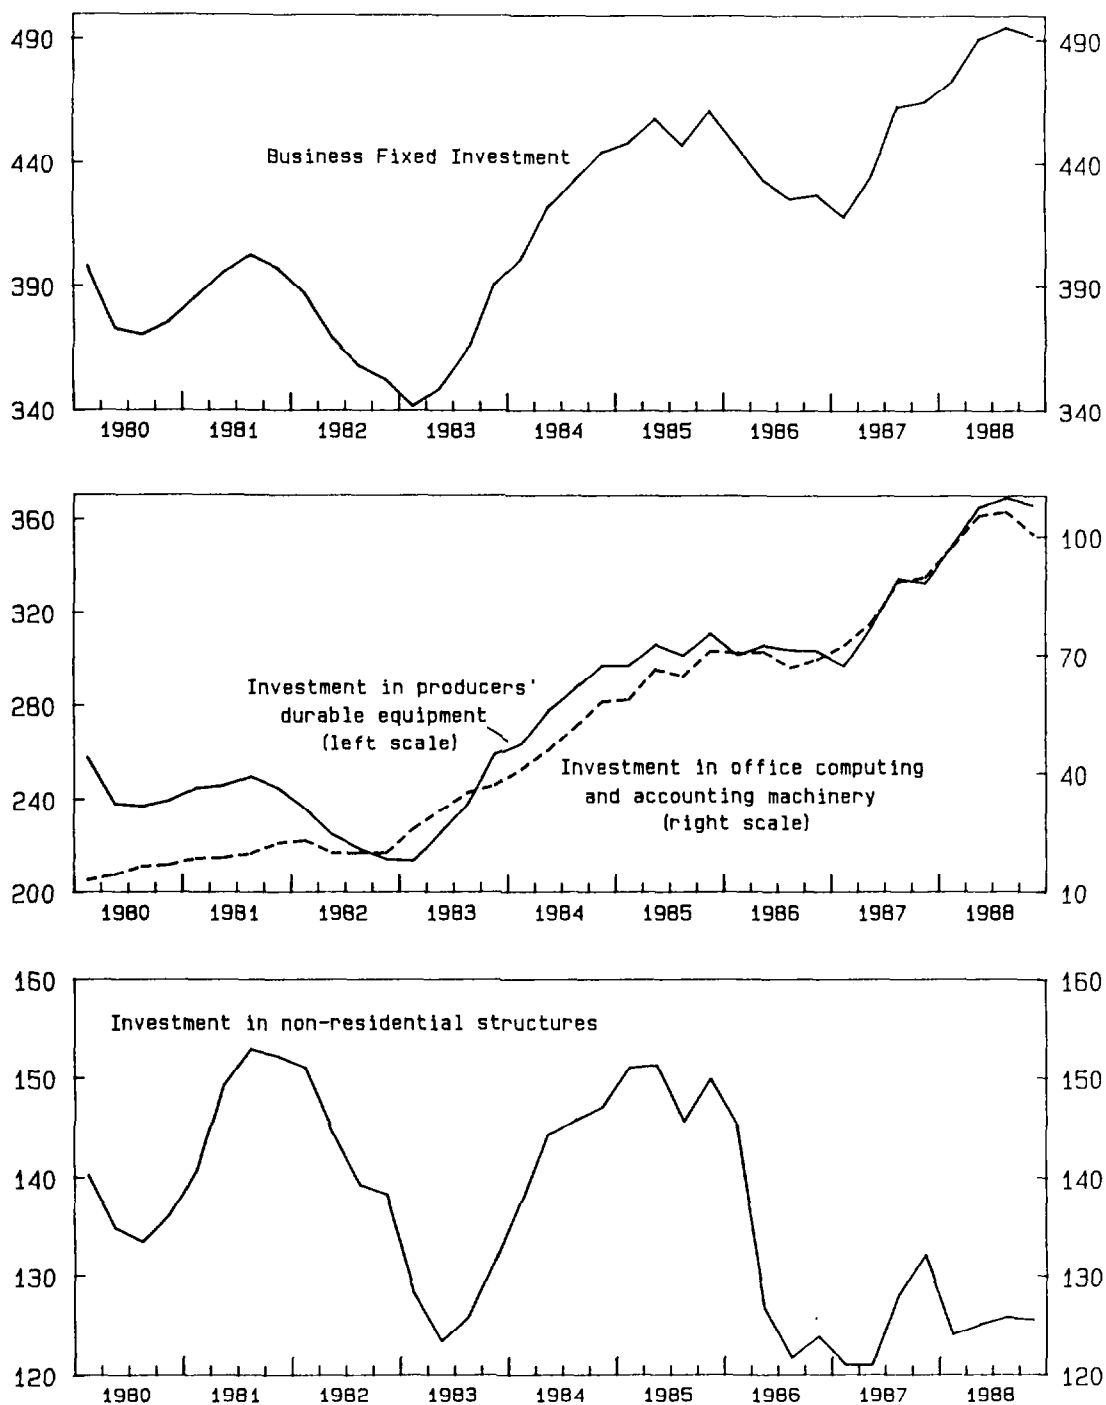 490 490
Business Fixed Investment
440 440
390 390
340 340
1980 1981 1982 1983 1984 1985 1986 1987 1988
360
100
320
70
Investment in producers'
durable equipment
(left scale)
280
Investment in office computing
and accounting machinery
(right scale)
40
240
200 10
1980 1981 1982 1983 1984 1985 1986 1987 1988
160 160
Investment in non-residential structures
150 150
140 140
130 130
120 120
1980 1981 1982 1983 1984 1985 1986 1987 1988